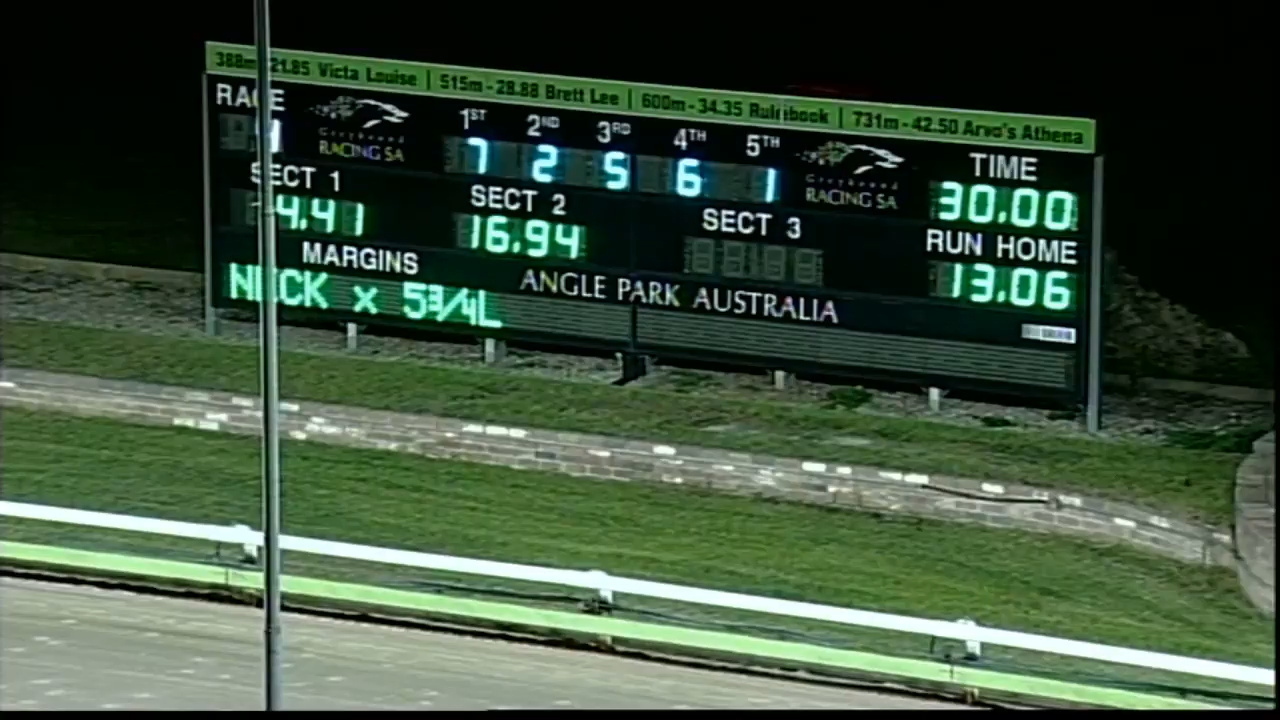 388m-21.85 Victa Louise | 515m-28.88 Brett Lee | 600m-34.35 Rulebook | 731m-42.50 Arvo's Athena
RACE
Greyhound
RACING SA
1ST 2ND 3RD 4TH 5TH
7 2 5 6 1
Greyhound
RACING SA
TIME
30.00
SECT 1
4.41
SECT 2
16.94
SECT 3
RUN HOME
13.06
MARGINS
NECK x 5¾L
ANGLE PARK AUSTRALIA